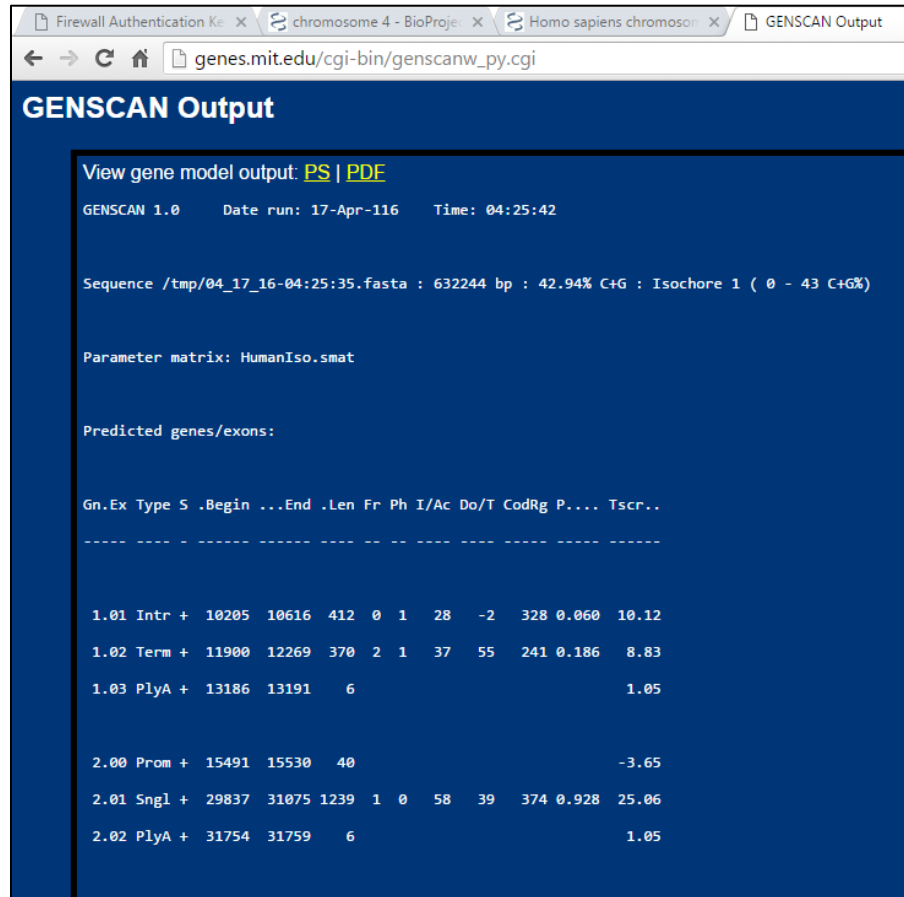 Firewall Authentication Ke
chromosome 4 - BioProjec
Homo sapiens chromoson
GENSCAN Output
genes.mit.edu/cgi-bin/genscanw_py.cgi
GENSCAN Output
View gene model output: PS | PDF
GENSCAN 1.0 Date run: 17-Apr-116 Time: 04:25:42
Sequence /tmp/04_17_16-04:25:35.fasta : 632244 bp : 42.94% C+G : Isochore 1 ( 0 - 43 C+G%)
Parameter matrix: HumanIso.smat
Predicted genes/exons:
Gn.Ex Type S .Begin ...End .Len Fr Ph I/Ac Do/T CodRg P.... Tscr..
----- ---- - ------ ------ ---- -- -- ---- ---- ----- ----- ------
1.01 Intr + 10205 10616 412 0 1 28 -2 328 0.060 10.12
1.02 Term + 11900 12269 370 2 1 37 55 241 0.186 8.83
1.03 PlyA + 13186 13191 6 1.05
2.00 Prom + 15491 15530 40 -3.65
2.01 Sngl + 29837 31075 1239 1 0 58 39 374 0.928 25.06
2.02 PlyA + 31754 31759 6 1.05